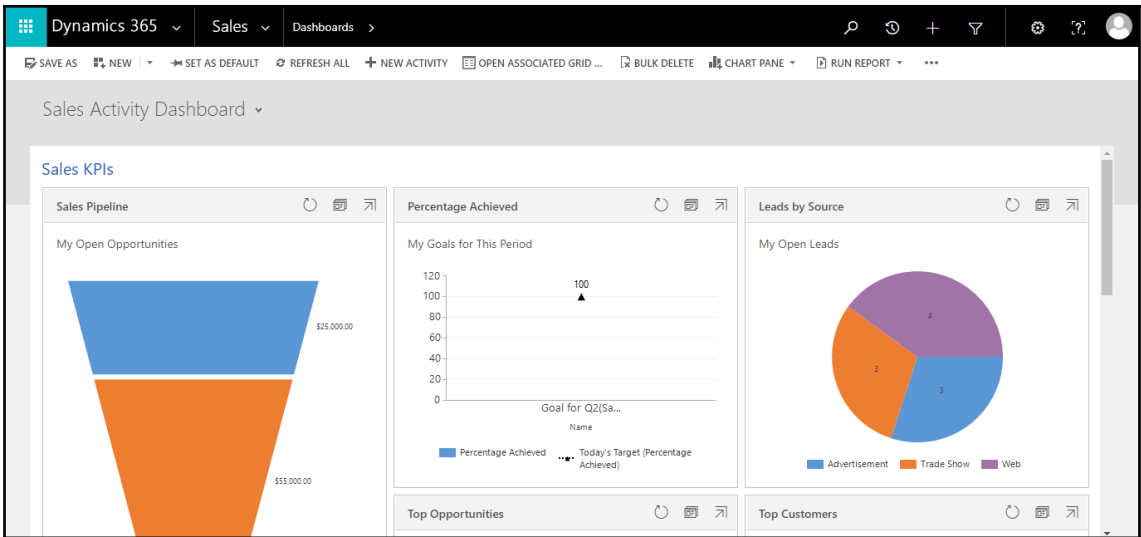 Dynamics 365 Sales Dashboards
SAVE AS NEW SET AS DEFAULT REFRESH ALL NEW ACTIVITY OPEN ASSOCIATED GRID ... BULK DELETE CHART PANE RUN REPORT ...
Sales Activity Dashboard
Sales KPIs
Sales Pipeline
My Open Opportunities
$25,000.00
$55,000.00
Percentage Achieved
My Goals for This Period
120
100
100
80
60
40
20
0
Goal for Q2(Sa...
Name
Percentage Achieved Today's Target (Percentage
Achieved)
Leads by Source
My Open Leads
4
3
3
Advertisement Trade Show Web
Top Opportunities
Top Customers